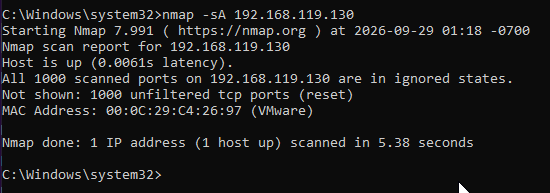 C:\Windows\system32>nmap -sA 192.168.119.130
Starting Nmap 7.991 ( https://nmap.org ) at 2026-09-29 01:18 -0700
Nmap scan report for 192.168.119.130
Host is up (0.0061s latency).
All 1000 scanned ports on 192.168.119.130 are in ignored states.
Not shown: 1000 unfiltered tcp ports (reset)
MAC Address: 00:0C:29:C4:26:97 (VMware)
Nmap done: 1 IP address (1 host up) scanned in 5.38 seconds
C:\Windows\system32>